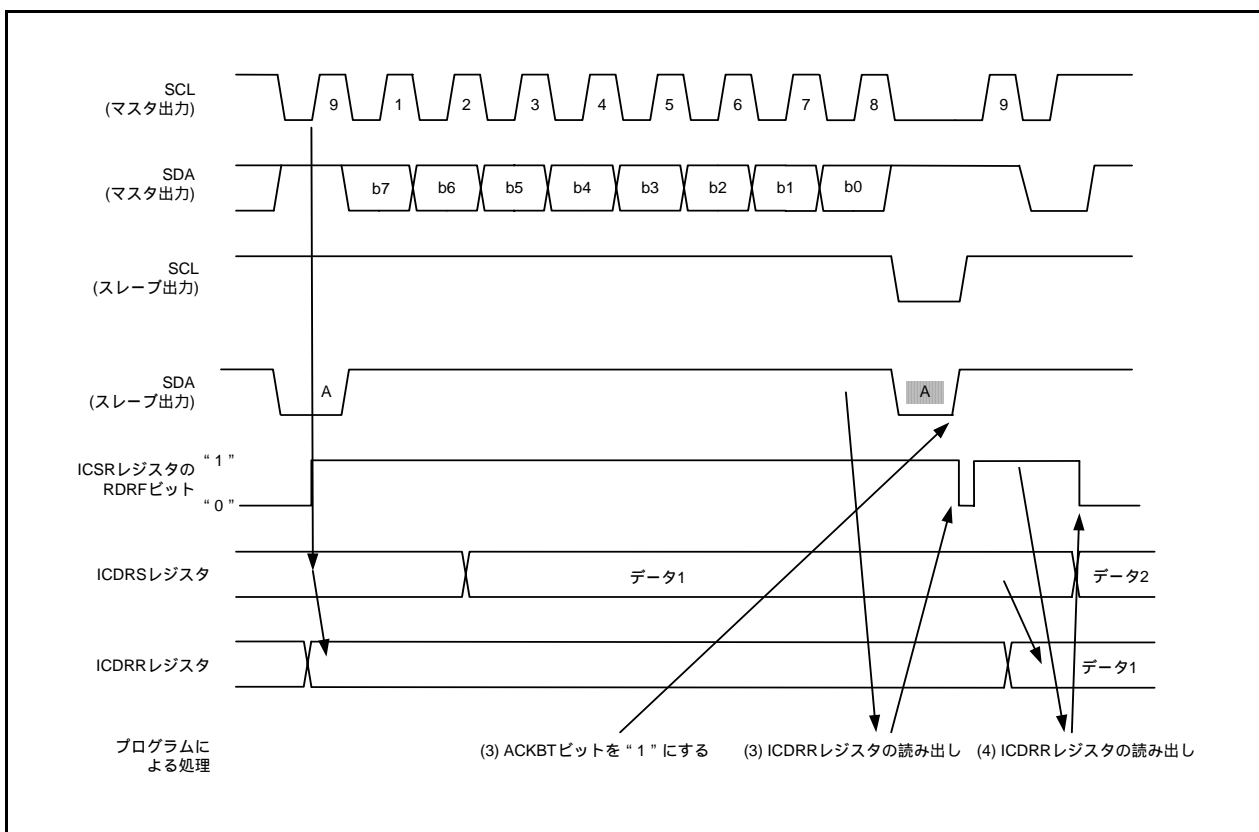 SCL
(マスタ出力)
9 1 2 3 4 5 6 7 8 9
SDA
(マスタ出力)
b7 b6 b5 b4 b3 b2 b1 b0
SCL
(スレーブ出力)
SDA
(スレーブ出力)
A A
ICSRレジスタの
RDRFビット
“ 1 ”
“ 0 ”
ICDRSレジスタ
データ1 データ2
ICDRRレジスタ
データ1
プログラムに
よる処理
(3) ACKBTビットを “ 1 ” にする (3) ICDRRレジスタの読み出し (4) ICDRRレジスタの読み出し